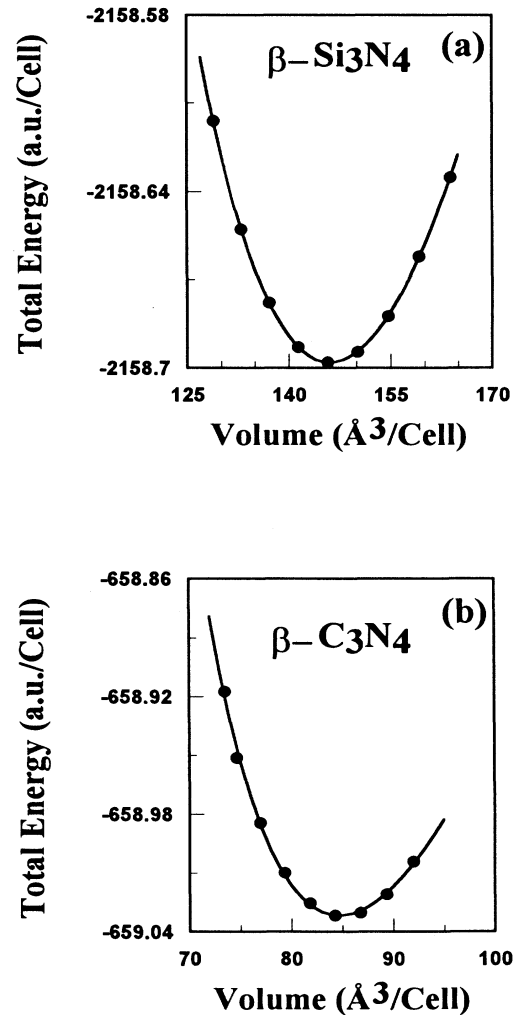 -2158.58
β–Si3N4 (a)
-2158.64
-2158.7
125 140 155 170
Total Energy (a.u./Cell)
Volume (Å3/Cell)
-658.86
β–C3N4 (b)
-658.92
-658.98
-659.04
70 80 90 100
Total Energy (a.u./Cell)
Volume (Å3/Cell)